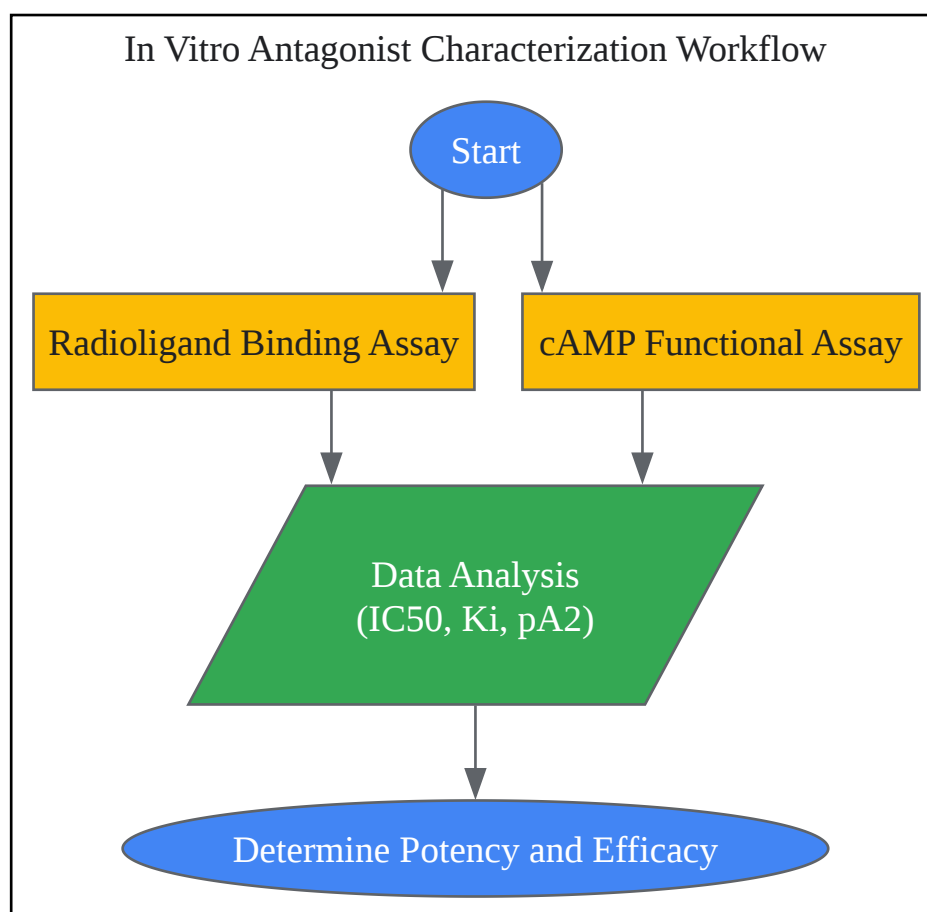 In Vitro Antagonist Characterization Workflow
Start
Radioligand Binding Assay
cAMP Functional Assay
Data Analysis
(IC50, Ki, pA2)
Determine Potency and Efficacy